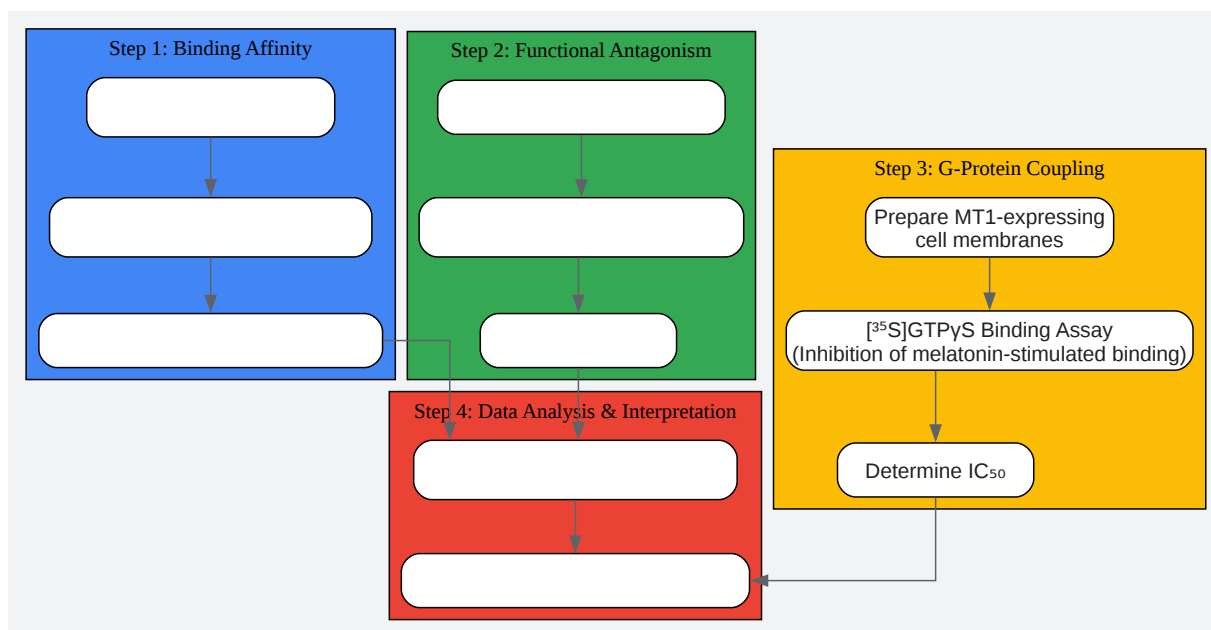 Step 1: Binding Affinity
Step 2: Functional Antagonism
Step 3: G-Protein Coupling
Prepare MT1-expressing
cell membranes
[³⁵S]GTPγS Binding Assay
(Inhibition of melatonin-stimulated binding)
Determine IC₅₀
Step 4: Data Analysis & Interpretation